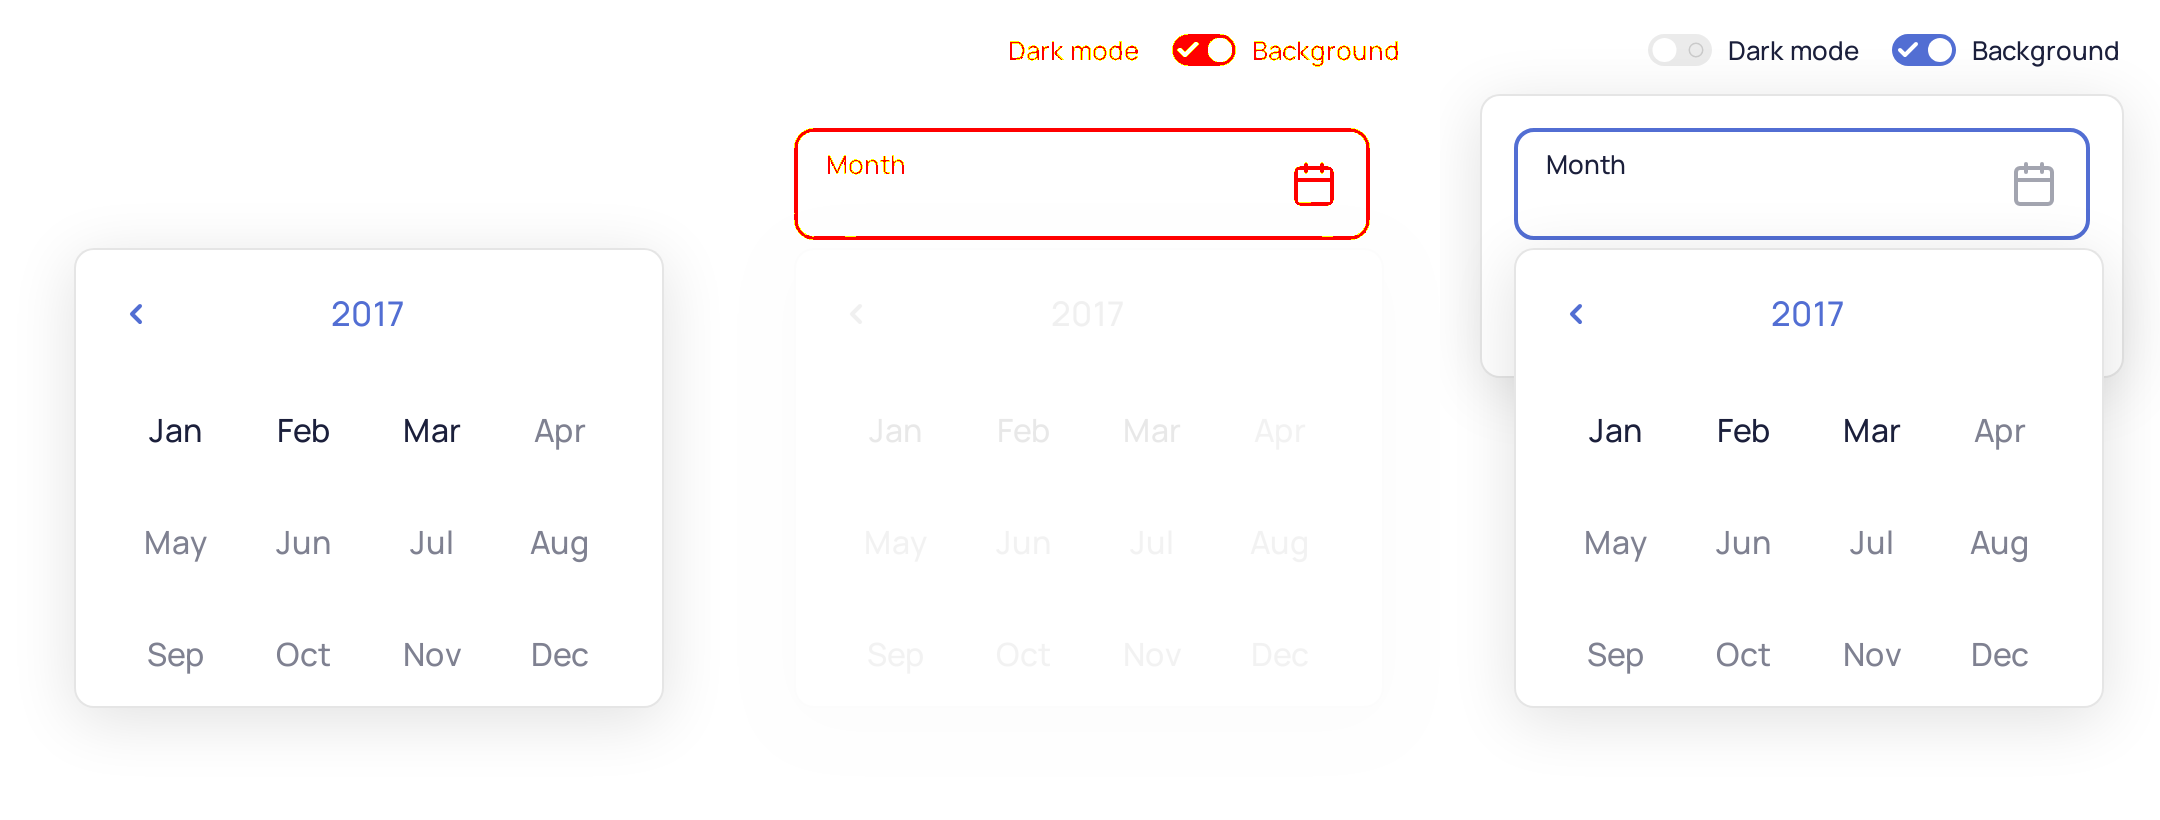 Dark mode Background Dark mode Background
Month Month
2017 2017 2017
Jan Feb Mar Apr Jan Feb Mar Apr Jan Feb Mar Apr
May Jun Jul Aug May Jun Jul Aug May Jun Jul Aug
Sep Oct Nov Dec Sep Oct Nov Dec Sep Oct Nov Dec